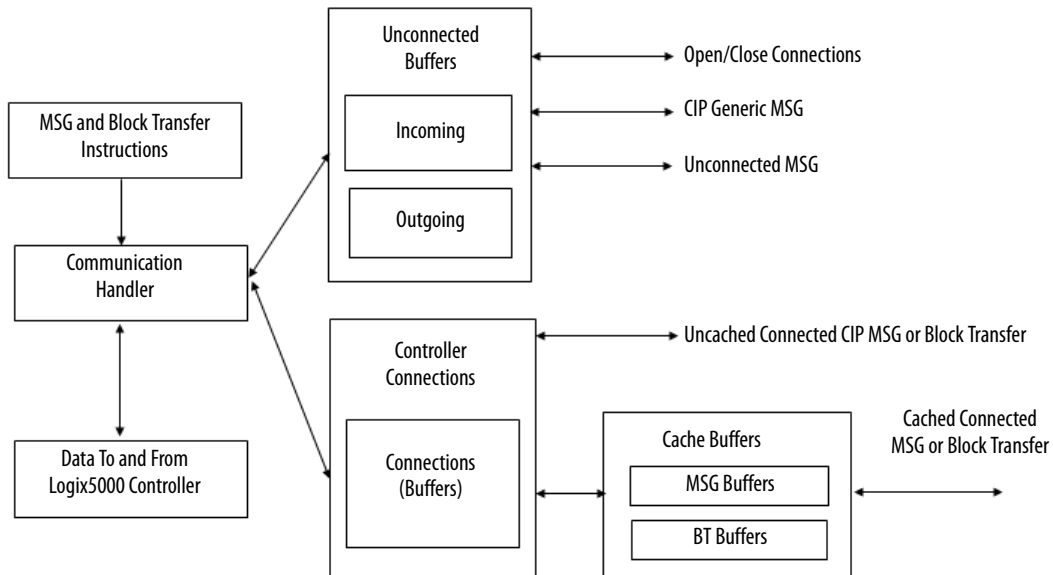 MSG and Block Transfer
Instructions
Communication
Handler
Data To and From
Logix5000 Controller
Unconnected
Buffers
Incoming
Outgoing
Open/Close Connections
CIP Generic MSG
Unconnected MSG
Controller
Connections
Connections
(Buffers)
Uncached Connected CIP MSG or Block Transfer
Cache Buffers
MSG Buffers
BT Buffers
Cached Connected
MSG or Block Transfer